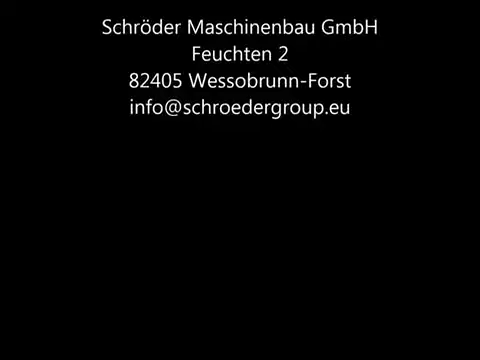 Schröder Maschinenbau GmbH
Feuchten 2
82405 Wessobrunn-Forst
info@schroedergroup.eu